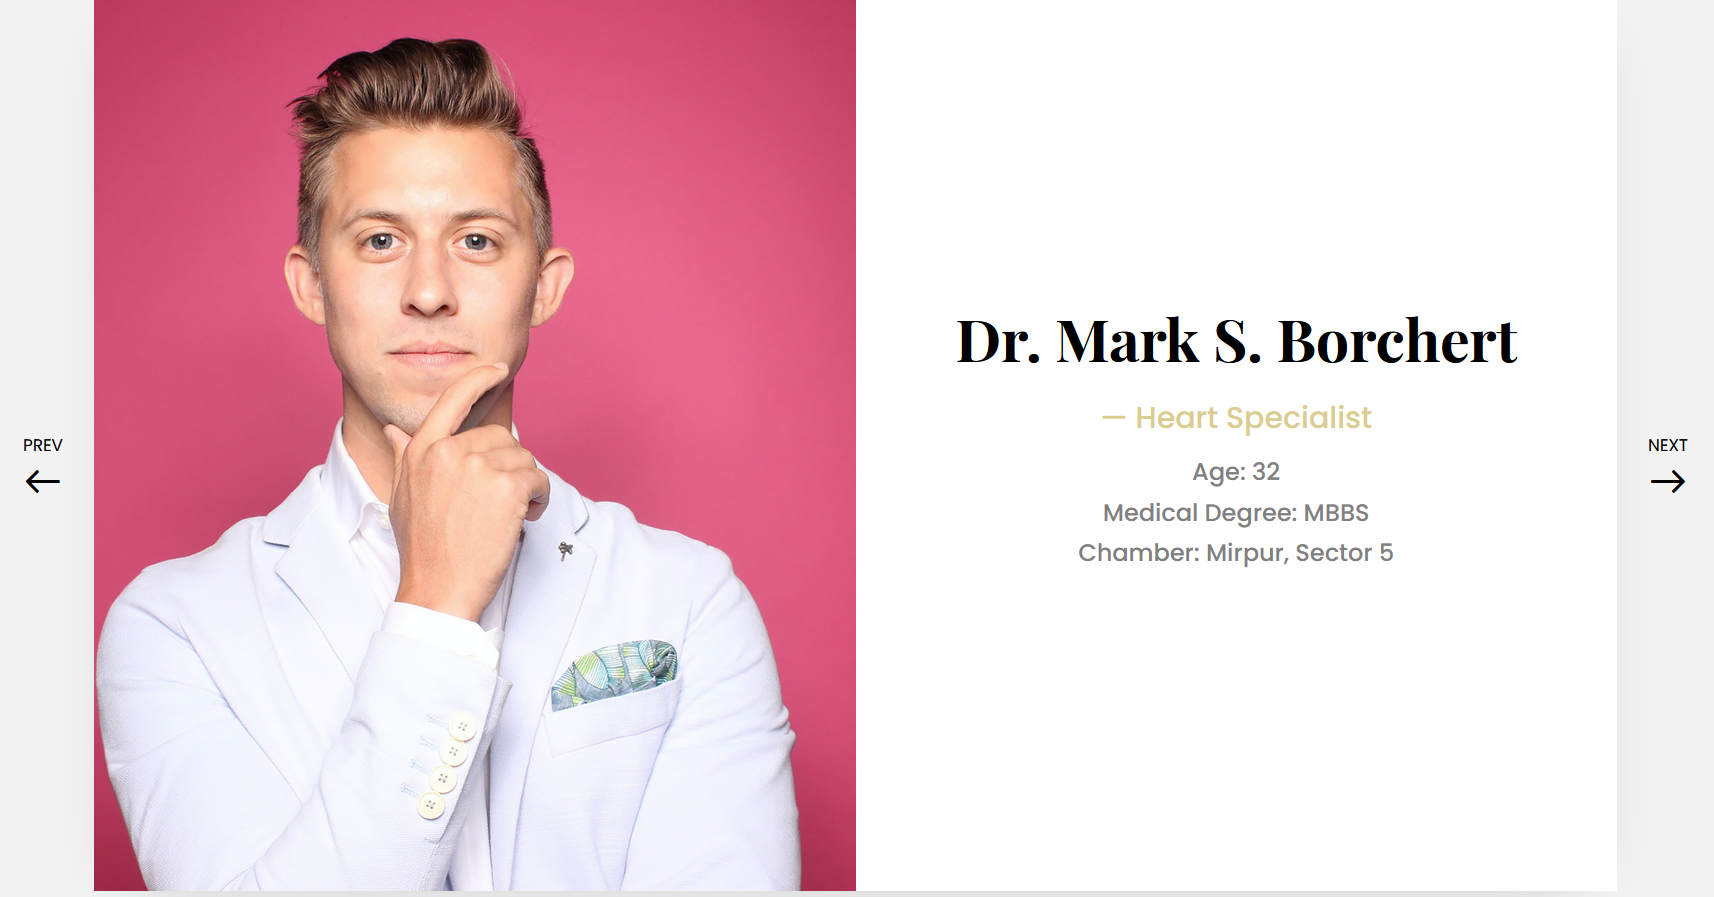 PREV
←
Dr. Mark S. Borchert
— Heart Specialist
Age: 32
Medical Degree: MBBS
Chamber: Mirpur, Sector 5
NEXT
→